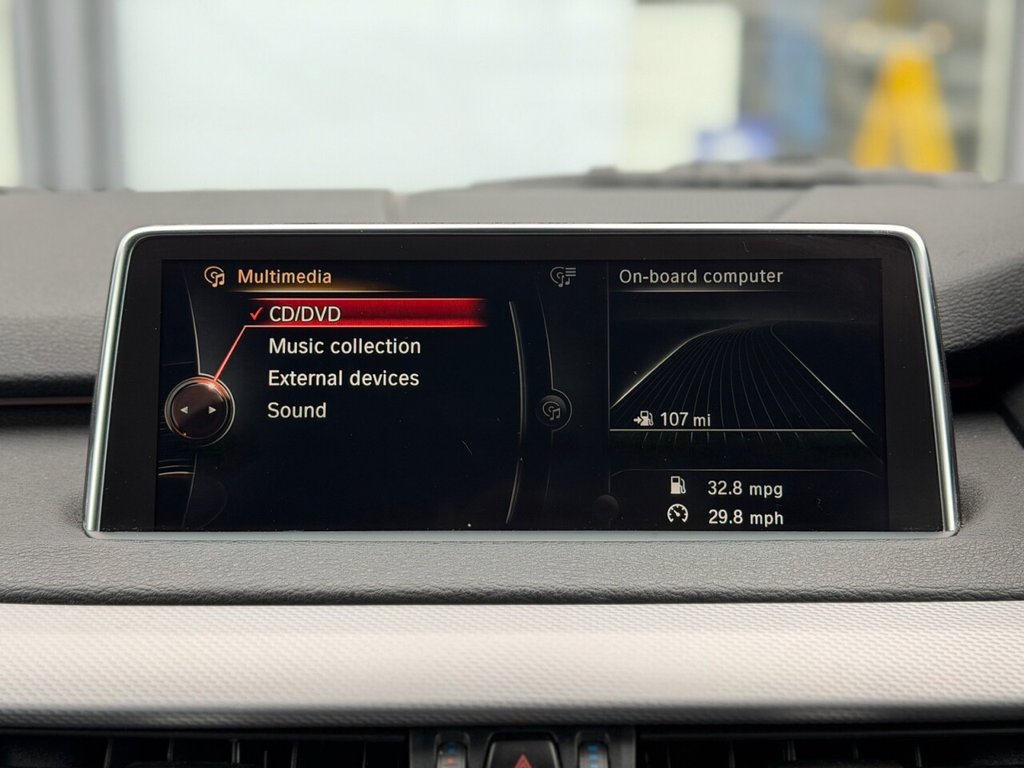 Multimedia
CD/DVD
Music collection
External devices
Sound
On-board computer
107 mi
32.8 mpg
29.8 mph